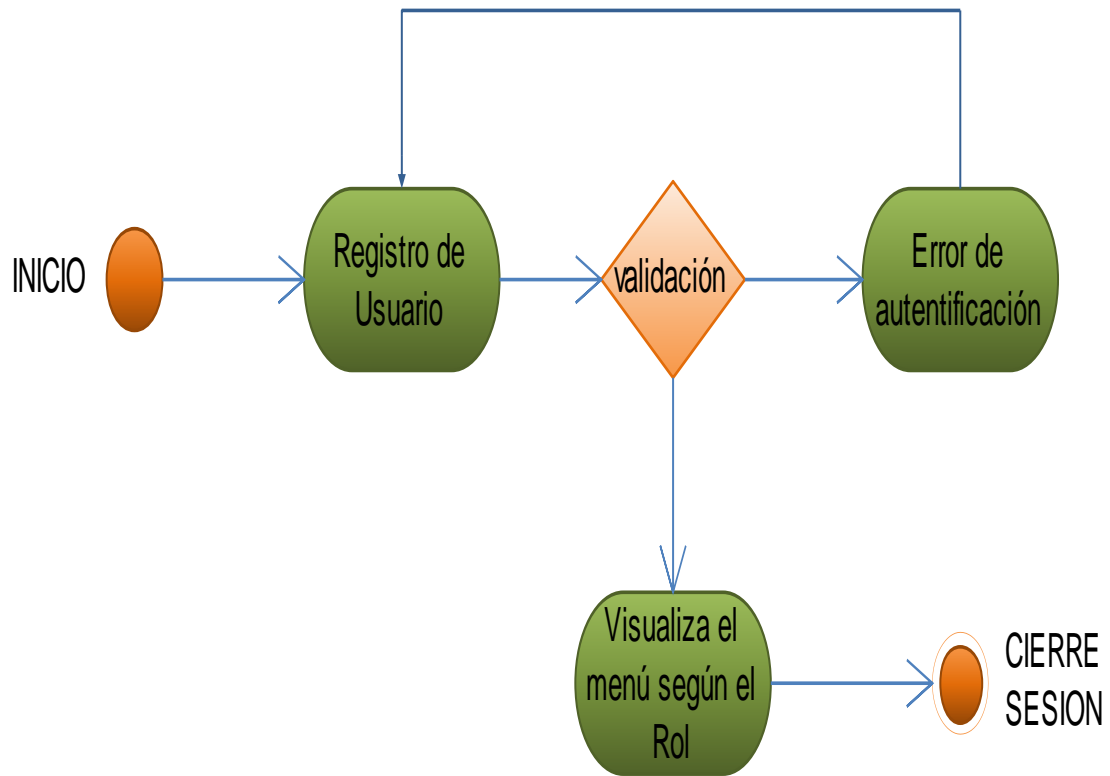 INICIO
Registro de
Usuario
validación
Error de
autentificación
Visualiza el
menú según el
Rol
CIERRE
SESION